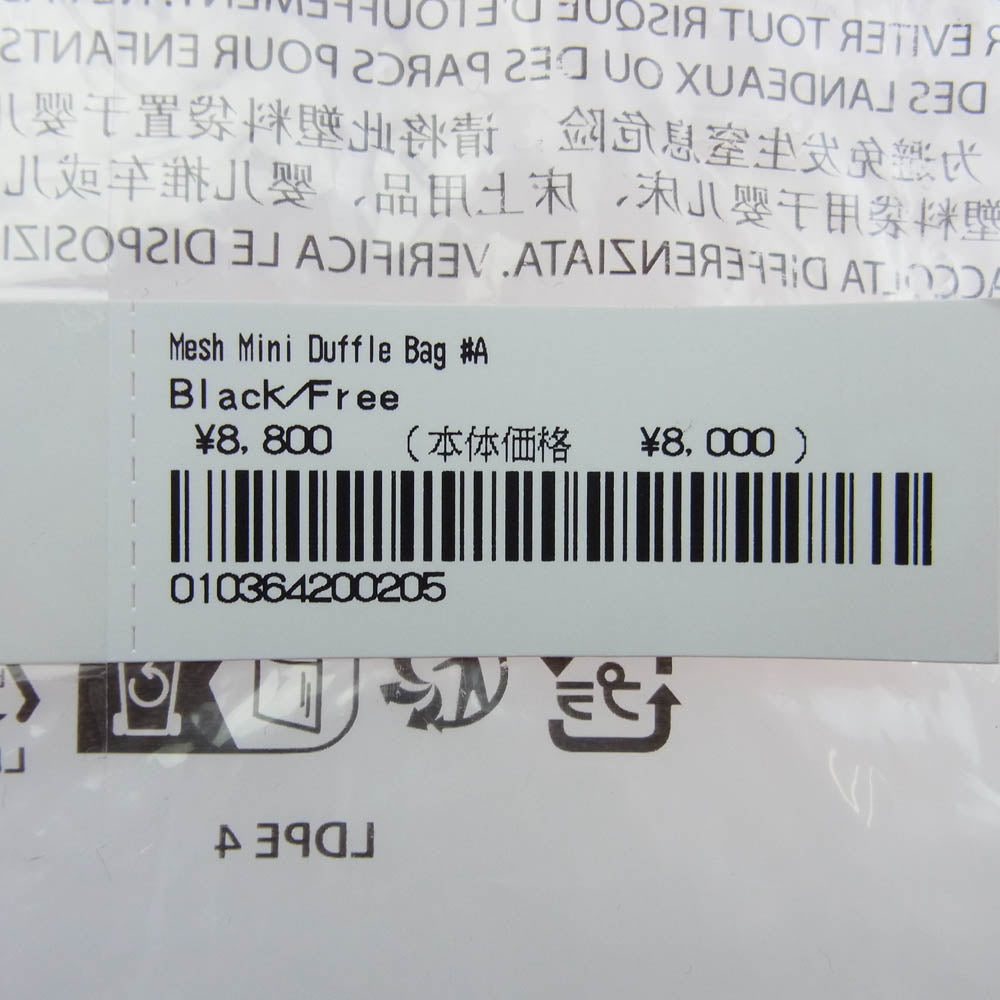 R EVITER TOUT RISQUE D'ETOUFFEMENT.
DES LANDEAUX OU DES PARCS POUR ENFANTS
为避免发生窒息危险，请将此塑料袋置于婴儿
塑料袋用于婴儿床、床上用品、婴儿推车或儿
ACCOLTA DIFFERENZIATA. VERIFICA LE DISPOSIZI
Mesh Mini Duffle Bag #A
Black/Free
¥8,800 (本体価格 ¥8,000 )
010364200205
プラ
LDPE 4